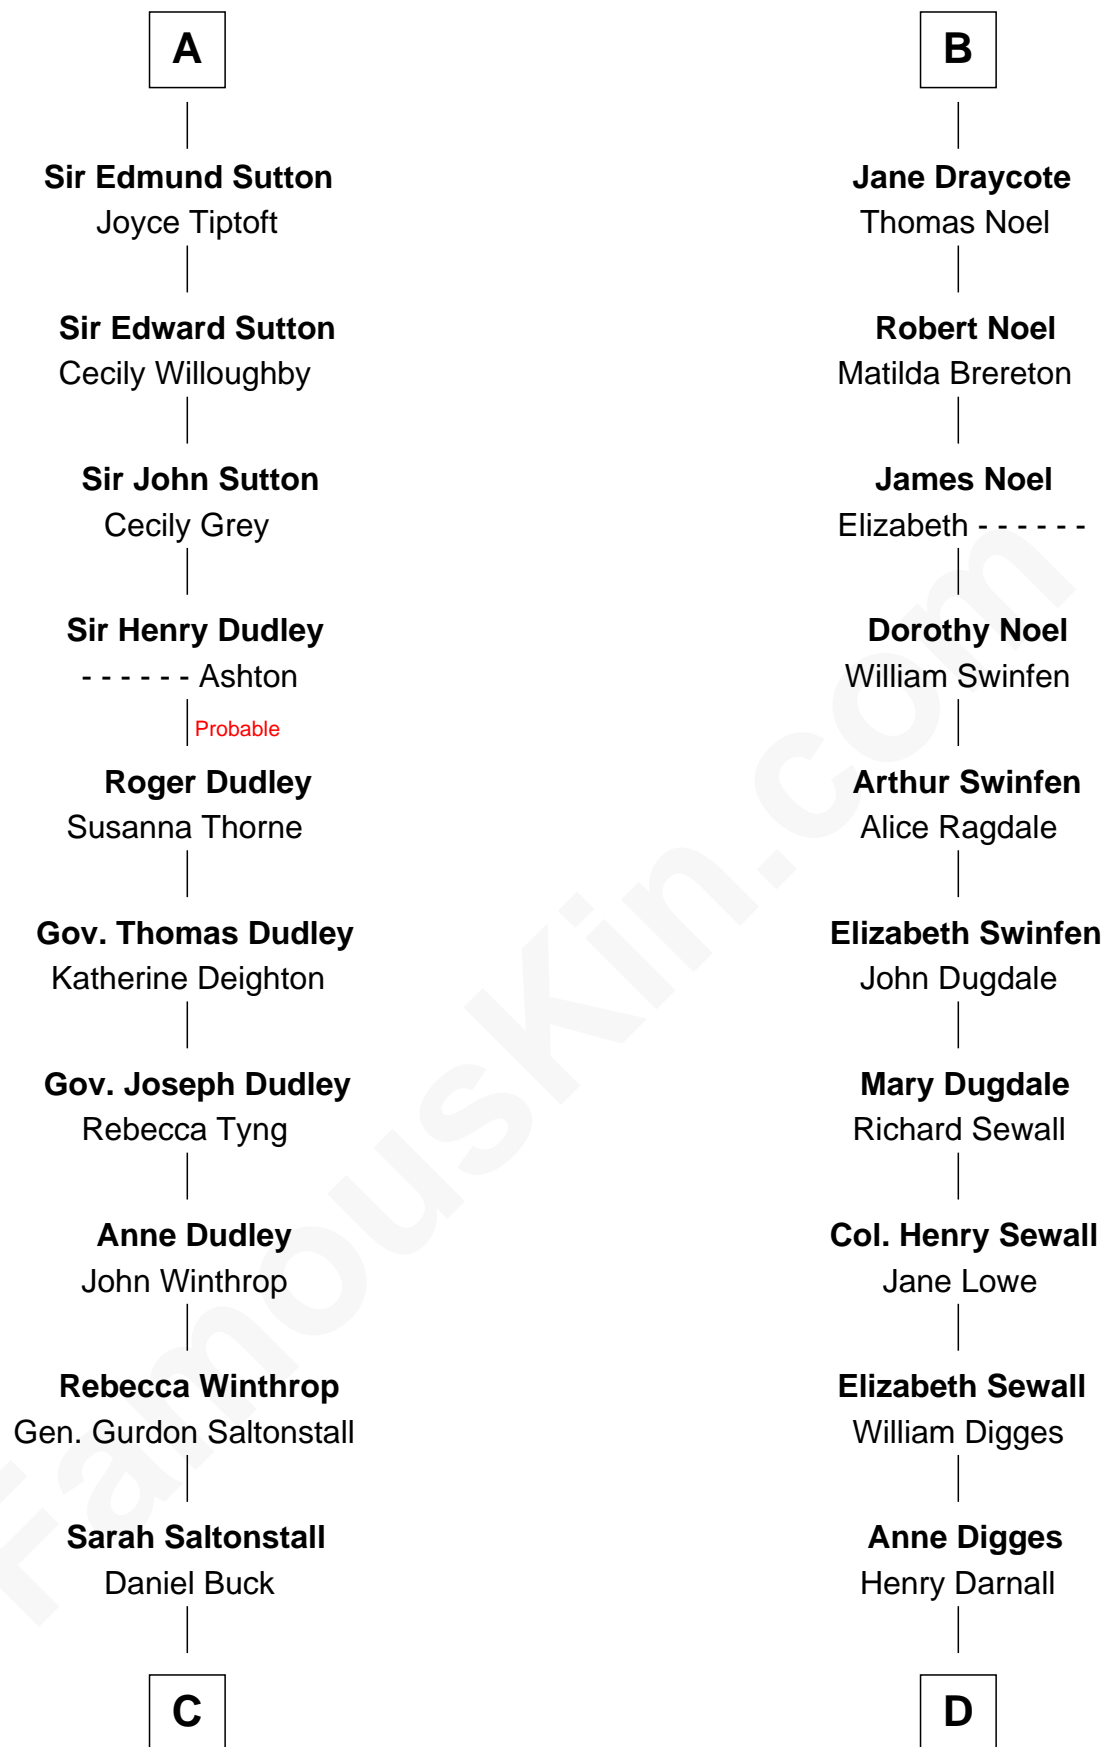 A
Sir Edmund Sutton
Joyce Tiptoft
Sir Edward Sutton
Cecily Willoughby
Sir John Sutton
Cecily Grey
Sir Henry Dudley
- - - - - - Ashton
Probable
Roger Dudley
Susanna Thorne
Gov. Thomas Dudley
Katherine Deighton
Gov. Joseph Dudley
Rebecca Tyng
Anne Dudley
John Winthrop
Rebecca Winthrop
Gen. Gurdon Saltonstall
Sarah Saltonstall
Daniel Buck
C
B
Jane Draycote
Thomas Noel
Robert Noel
Matilda Brereton
James Noel
Elizabeth - - - - - -
Dorothy Noel
William Swinfen
Arthur Swinfen
Alice Ragdale
Elizabeth Swinfen
John Dugdale
Mary Dugdale
Richard Sewall
Col. Henry Sewall
Jane Lowe
Elizabeth Sewall
William Digges
Anne Digges
Henry Darnall
D
FamousKin.com